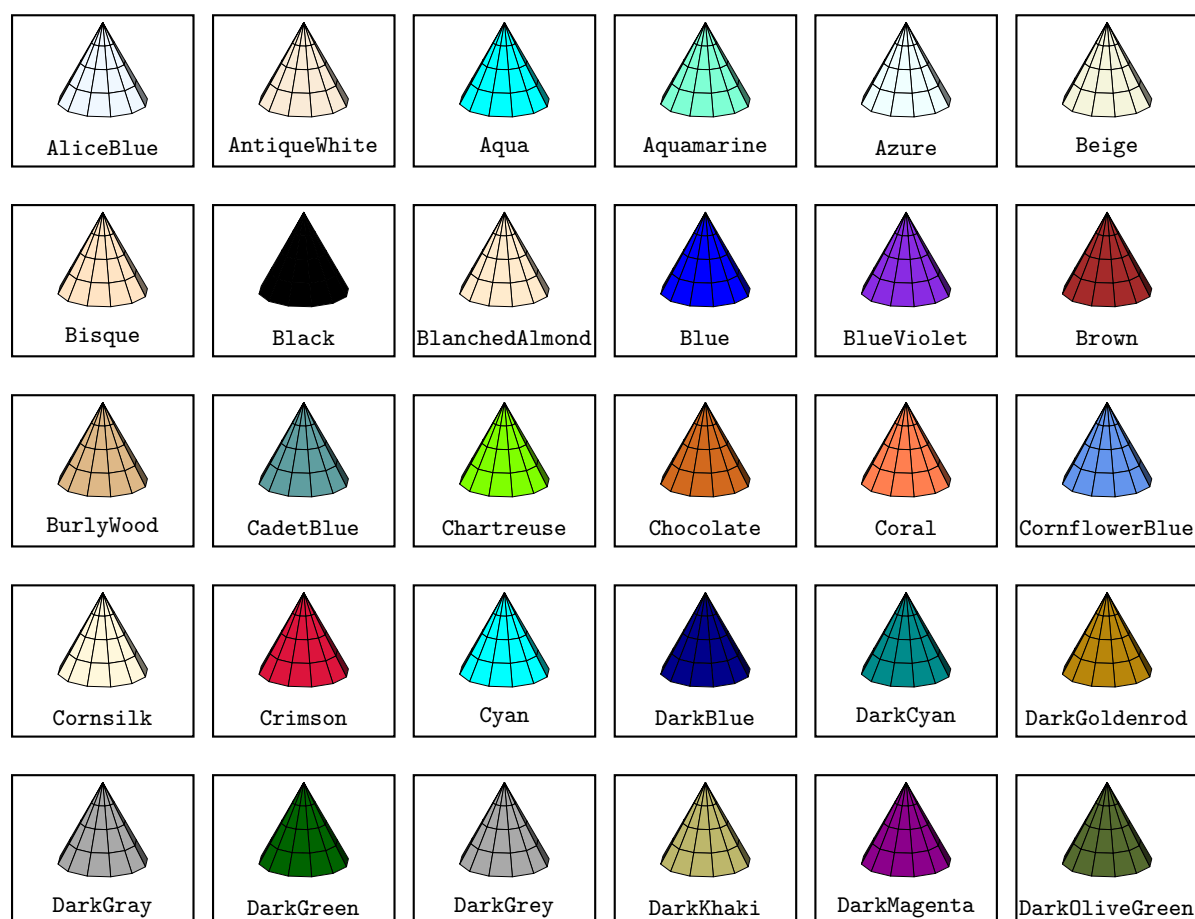 AliceBlue
AntiqueWhite
Aqua
Aquamarine
Azure
Beige
Bisque
Black
BlanchedAlmond
Blue
BlueViolet
Brown
BurlyWood
CadetBlue
Chartreuse
Chocolate
Coral
CornflowerBlue
Cornsilk
Crimson
Cyan
DarkBlue
DarkCyan
DarkGoldenrod
DarkGray
DarkGreen
DarkGrey
DarkKhaki
DarkMagenta
DarkOliveGreen